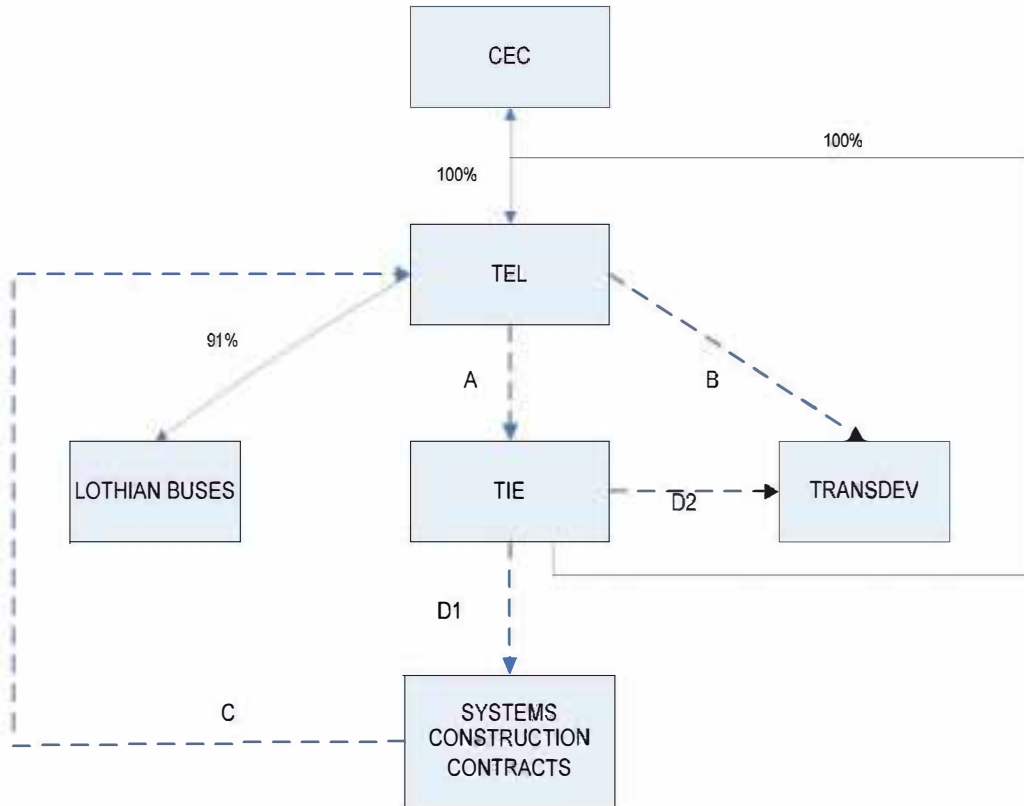 CEC
100%
100%
TEL
91%
A
B
LOTHIAN BUSES
TIE
D2
TRANSDEV
D1
C
SYSTEMS
CONSTRUCTION
CONTRACTS